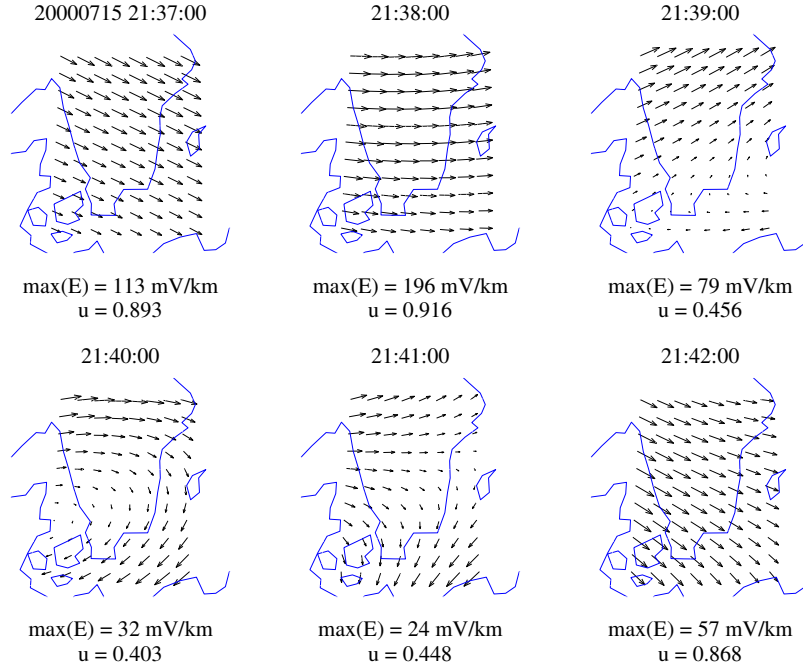 20000715 21:37:00
21:38:00
21:39:00
max(E) = 113 mV/km
u = 0.893
max(E) = 196 mV/km
u = 0.916
max(E) = 79 mV/km
u = 0.456
21:40:00
21:41:00
21:42:00
max(E) = 32 mV/km
u = 0.403
max(E) = 24 mV/km
u = 0.448
max(E) = 57 mV/km
u = 0.868